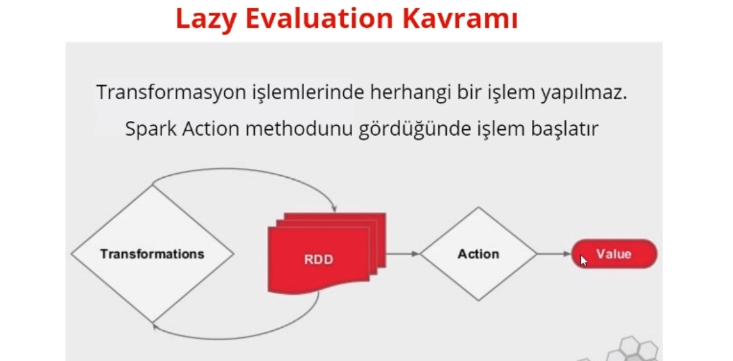 Lazy Evaluation Kavramı
Transformasyon işlemlerinde herhangi bir işlem yapılmaz.
Spark Action methodunu gördüğünde işlem başlatır
Transformations
RDD
Action
Value